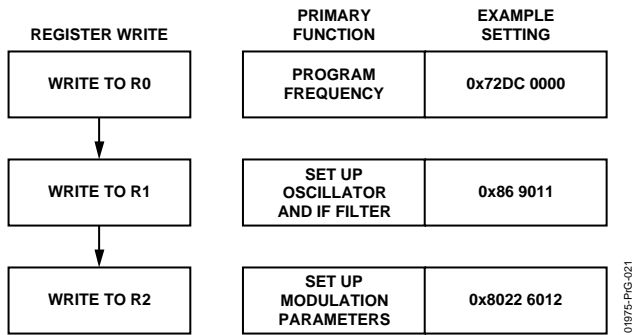 REGISTER WRITE
PRIMARY
FUNCTION
EXAMPLE
SETTING
WRITE TO R0
PROGRAM
FREQUENCY
0x72DC 0000
WRITE TO R1
SET UP
OSCILLATOR
AND IF FILTER
0x86 9011
WRITE TO R2
SET UP
MODULATION
PARAMETERS
0x8022 6012
01975-PrG-021